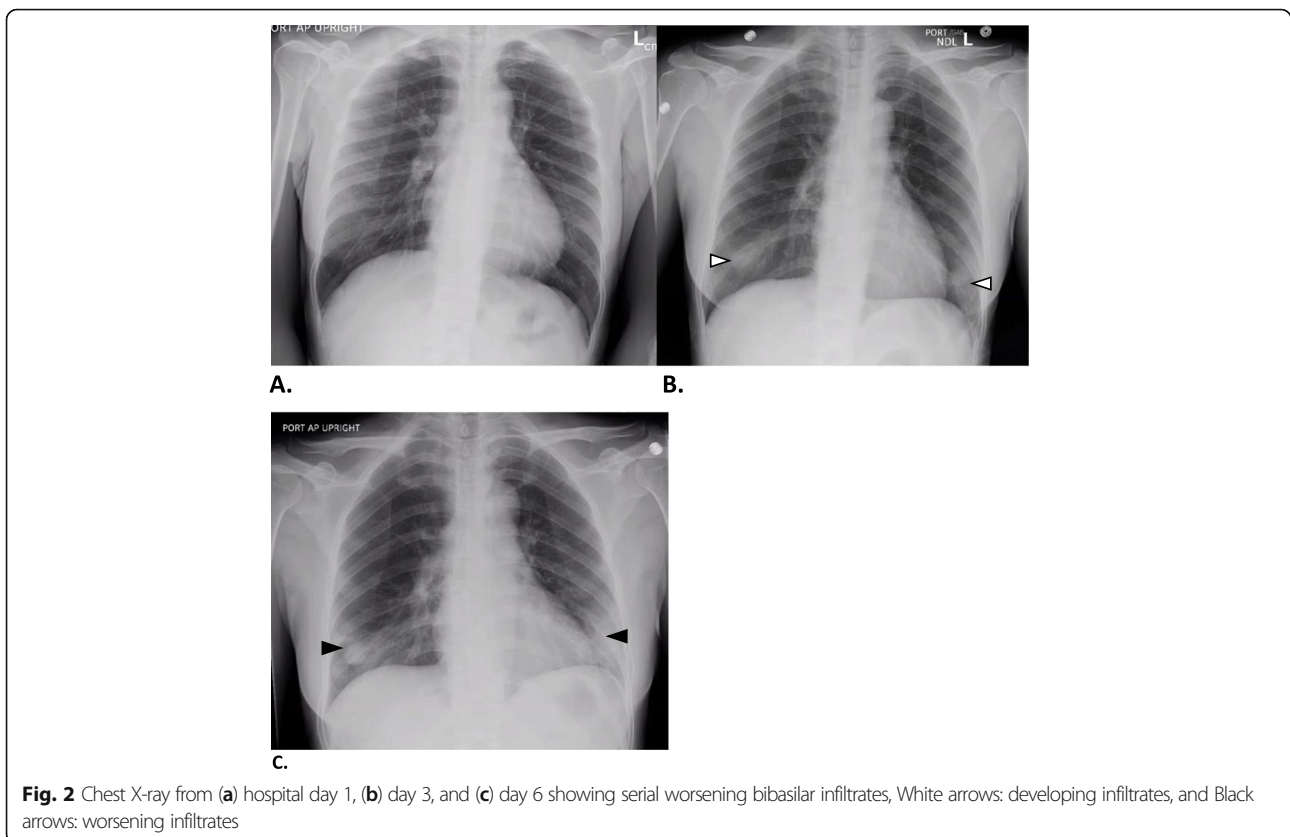 PORT AP UPRIGHT
L
PORT
NDL L
A.
B.
PORT AP UPRIGHT
C.
Fig. 2 Chest X-ray from (a) hospital day 1, (b) day 3, and (c) day 6 showing serial worsening bibasilar infiltrates, White arrows: developing infiltrates, and Black
arrows: worsening infiltrates